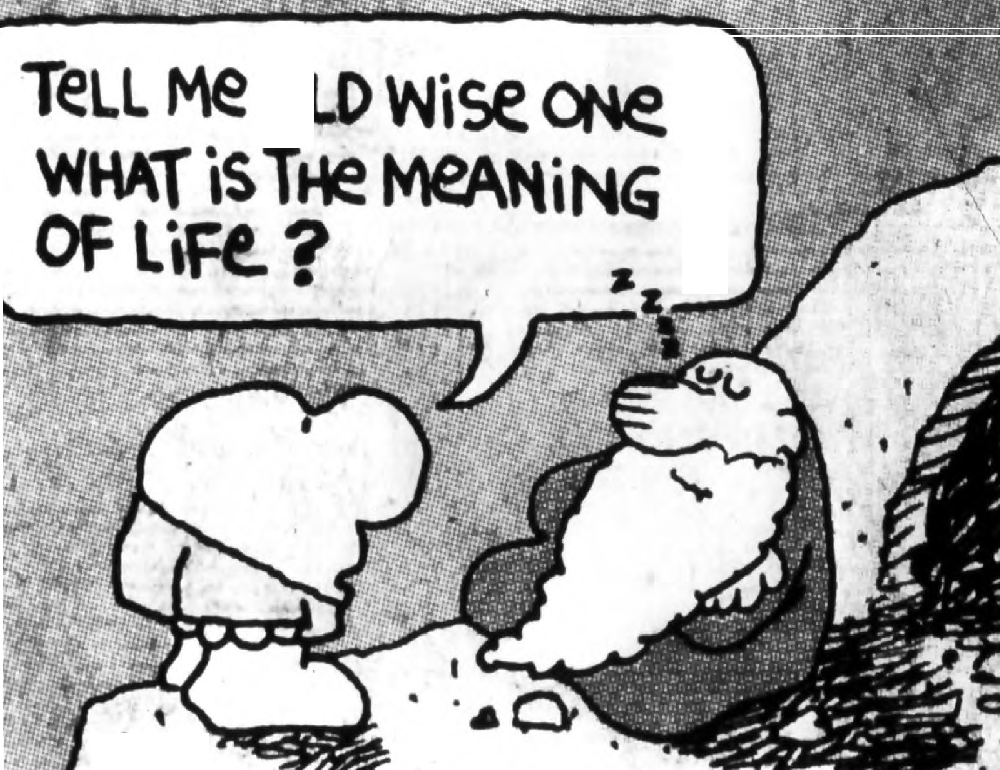 TeLL Me LD WiSe ONe
WHAT iS THe MeANiNG
OF LiFe ?
z
z
z
z